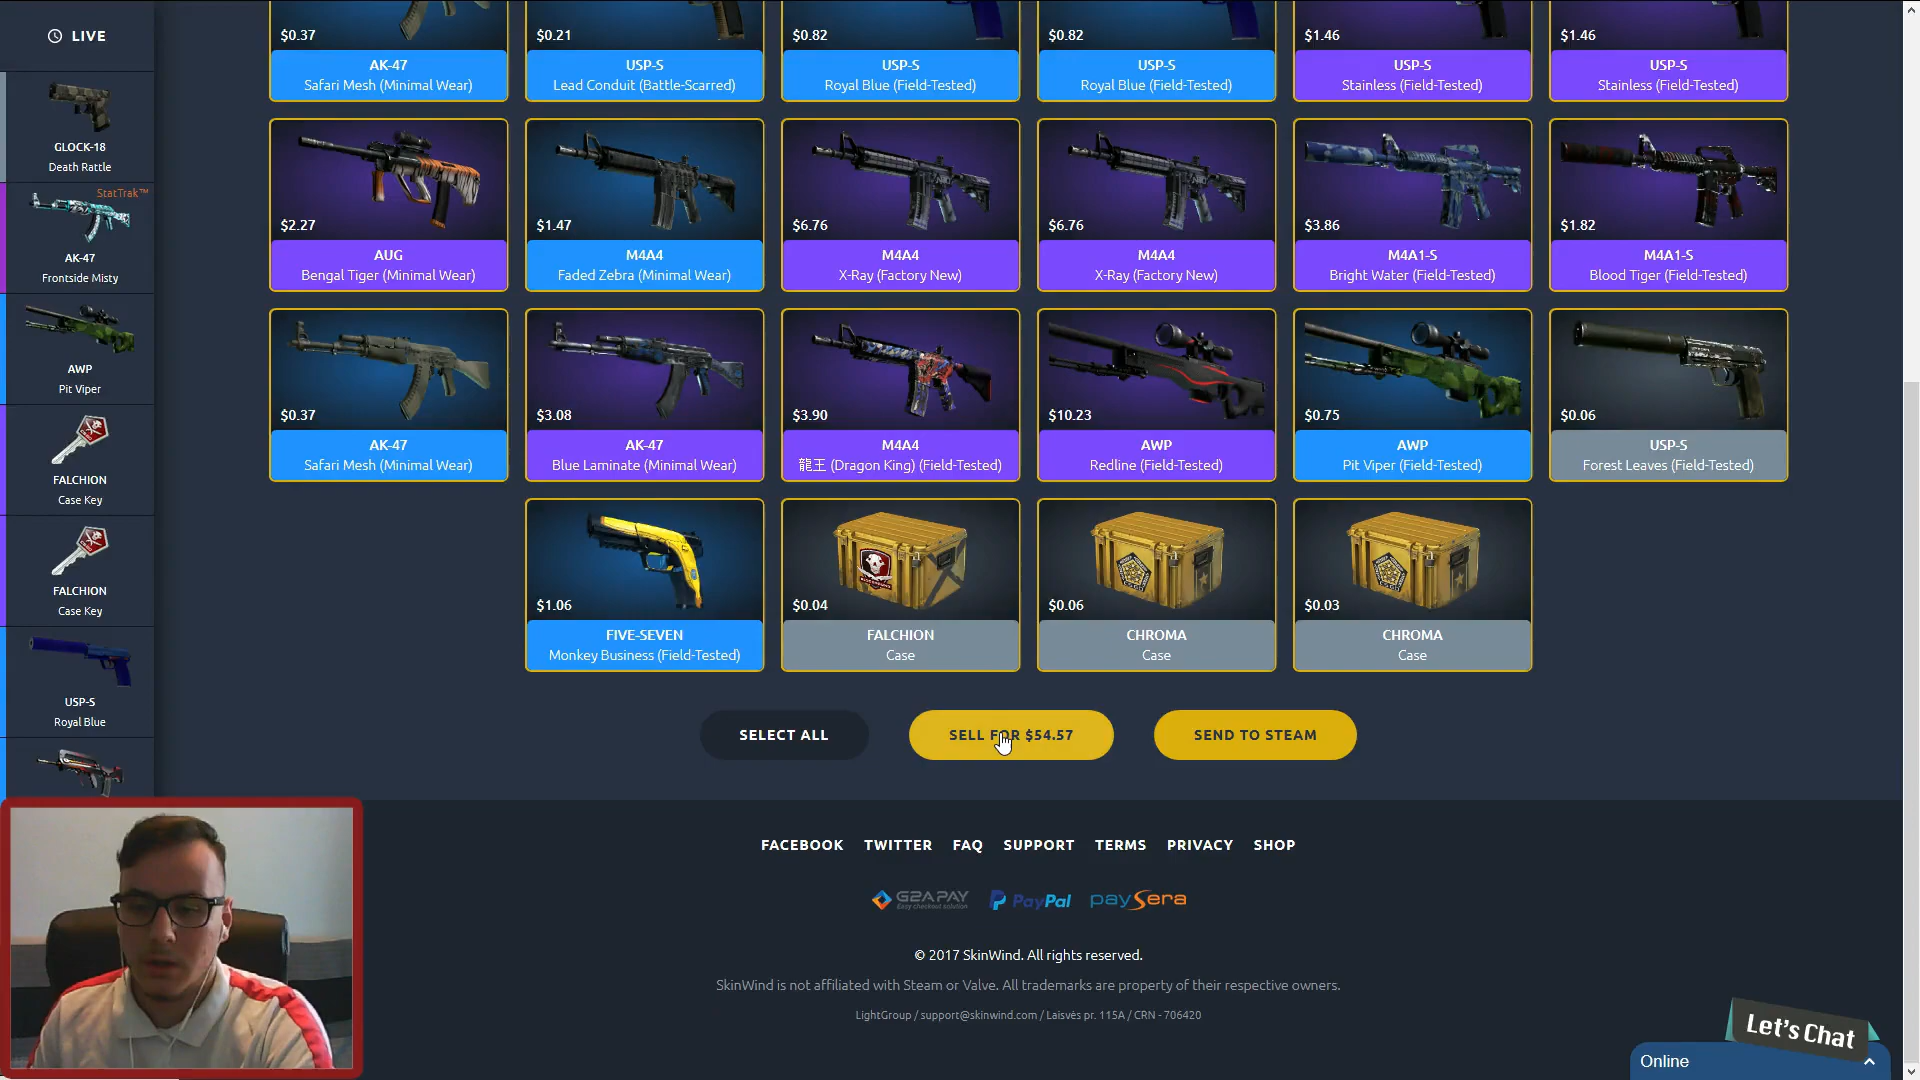 LIVE
GLOCK-18
Death Rattle
StatTrak™
AK-47
Frontside Misty
AWP
Pit Viper
FALCHION
Case Key
FALCHION
Case Key
USP-S
Royal Blue
$0.37
AK-47
Safari Mesh (Minimal Wear)
$0.21
USP-S
Lead Conduit (Battle-Scarred)
$0.82
USP-S
Royal Blue (Field-Tested)
$0.82
USP-S
Royal Blue (Field-Tested)
$1.46
USP-S
Stainless (Field-Tested)
$1.46
USP-S
Stainless (Field-Tested)
$2.27
AUG
Bengal Tiger (Minimal Wear)
$1.47
M4A4
Faded Zebra (Minimal Wear)
$6.76
M4A4
X-Ray (Factory New)
$6.76
M4A4
X-Ray (Factory New)
$3.86
M4A1-S
Bright Water (Field-Tested)
$1.82
M4A1-S
Blood Tiger (Field-Tested)
$0.37
AK-47
Safari Mesh (Minimal Wear)
$3.08
AK-47
Blue Laminate (Minimal Wear)
$3.90
M4A4
龍王 (Dragon King) (Field-Tested)
$10.23
AWP
Redline (Field-Tested)
$0.75
AWP
Pit Viper (Field-Tested)
$0.06
USP-S
Forest Leaves (Field-Tested)
$1.06
FIVE-SEVEN
Monkey Business (Field-Tested)
$0.04
FALCHION
Case
$0.06
CHROMA
Case
$0.03
CHROMA
Case
SELECT ALL
SELL FOR $54.57
SEND TO STEAM
FACEBOOK TWITTER FAQ SUPPORT TERMS PRIVACY SHOP
G2A PAY
Easy checkout solution
PayPal
paysera
© 2017 SkinWind. All rights reserved.
SkinWind is not affiliated with Steam or Valve. All trademarks are property of their respective owners.
LightGroup / support@skinwind.com / Laisvės pr. 115A / CRN - 706420
Let's Chat
Online